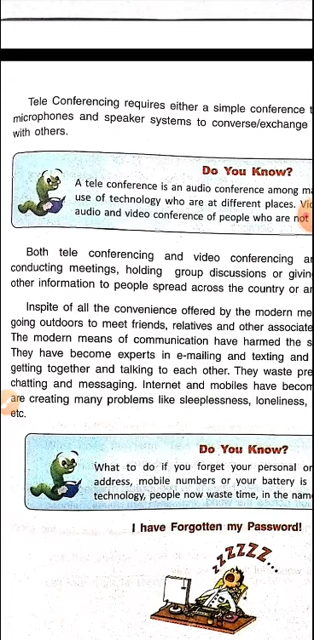 Tele Conferencing requires either a simple conference
microphones and speaker systems to converse/exchange
with others.
Do You Know?
A tele conference is an audio conference among
use of technology who are at different places.
audio and video conference of people who are not
Both tele conferencing and video conferencing
conducting meetings, holding group discussions or
other information to people spread across the country or
Inspite of all the convenience offered by the modern
going outdoors to meet friends, relatives and other
The modern means of communication have harmed the
They have become experts in e-mailing and texting and
getting together and talking to each other. They waste
chatting and messaging. Internet and mobiles have
are creating many problems like sleeplessness, loneliness,
etc.
Do You Know?
What to do if you forget your personal
address, mobile numbers or your battery is
technology, people now waste time, in the
I have Forgotten my Password!
zZZZZZ...